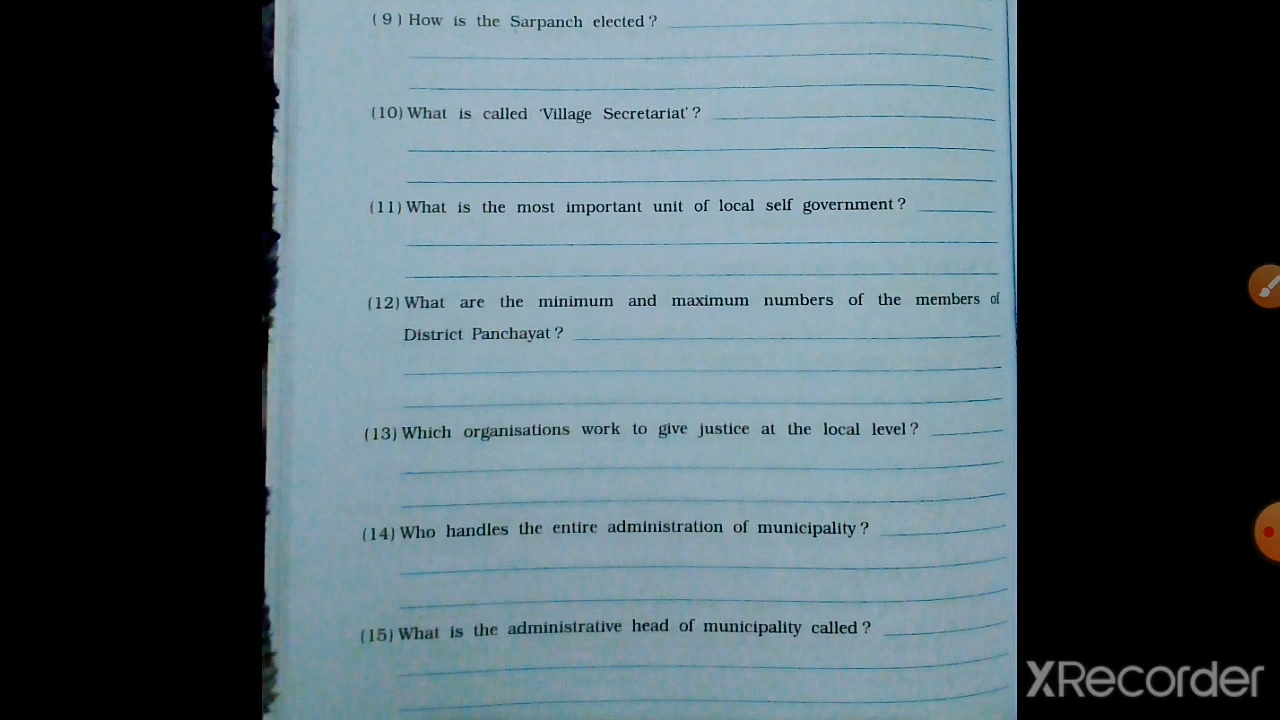 ( 9 ) How is the Sarpanch elected ?
(10) What is called 'Village Secretariat' ?
(11) What is the most important unit of local self government ?
(12) What are the minimum and maximum numbers of the members of
District Panchayat ?
(13) Which organisations work to give justice at the local level ?
(14) Who handles the entire administration of municipality ?
(15) What is the administrative head of municipality called ?
XRecorder